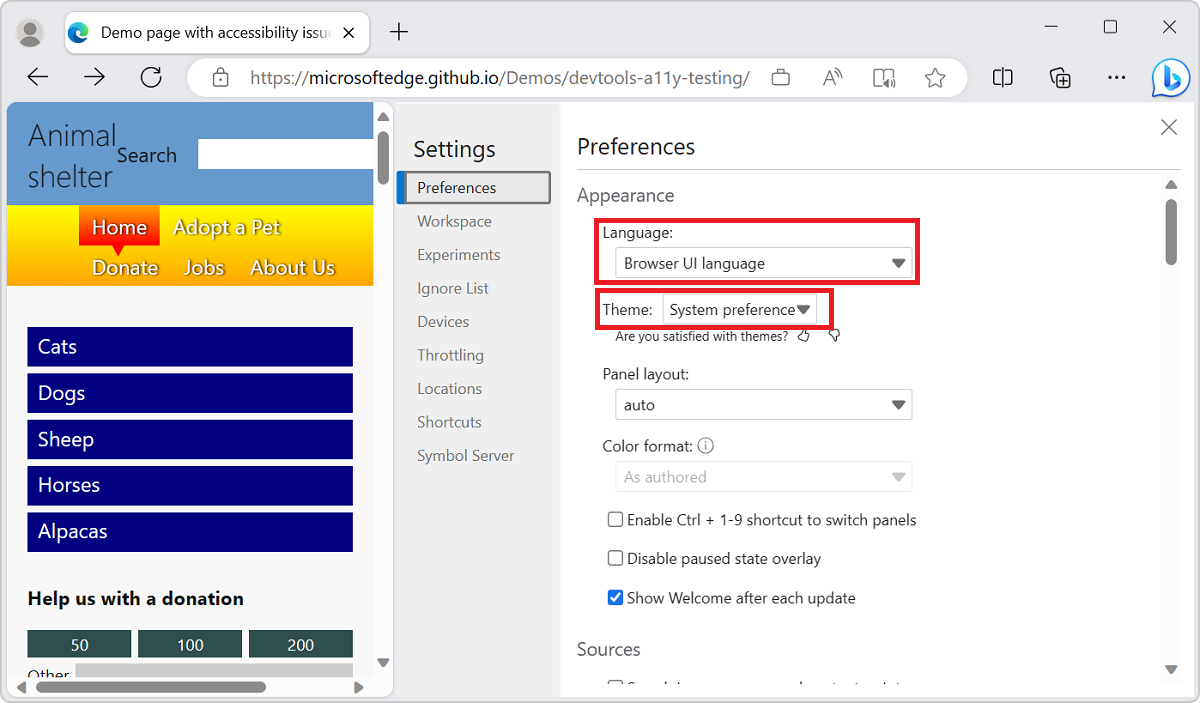 Demo page with accessibility issu
https://microsoftedge.github.io/Demos/devtools-a11y-testing/
Animal
shelter
Search
Home
Adopt a Pet
Donate
Jobs
About Us
Cats
Dogs
Sheep
Horses
Alpacas
Help us with a donation
50
100
200
Other
Settings
Preferences
Workspace
Experiments
Ignore List
Devices
Throttling
Locations
Shortcuts
Symbol Server
Preferences
Appearance
Language:
Browser UI language
Theme:
System preference
Are you satisfied with themes?
Panel layout:
auto
Color format:
As authored
Enable Ctrl + 1-9 shortcut to switch panels
Disable paused state overlay
Show Welcome after each update
Sources